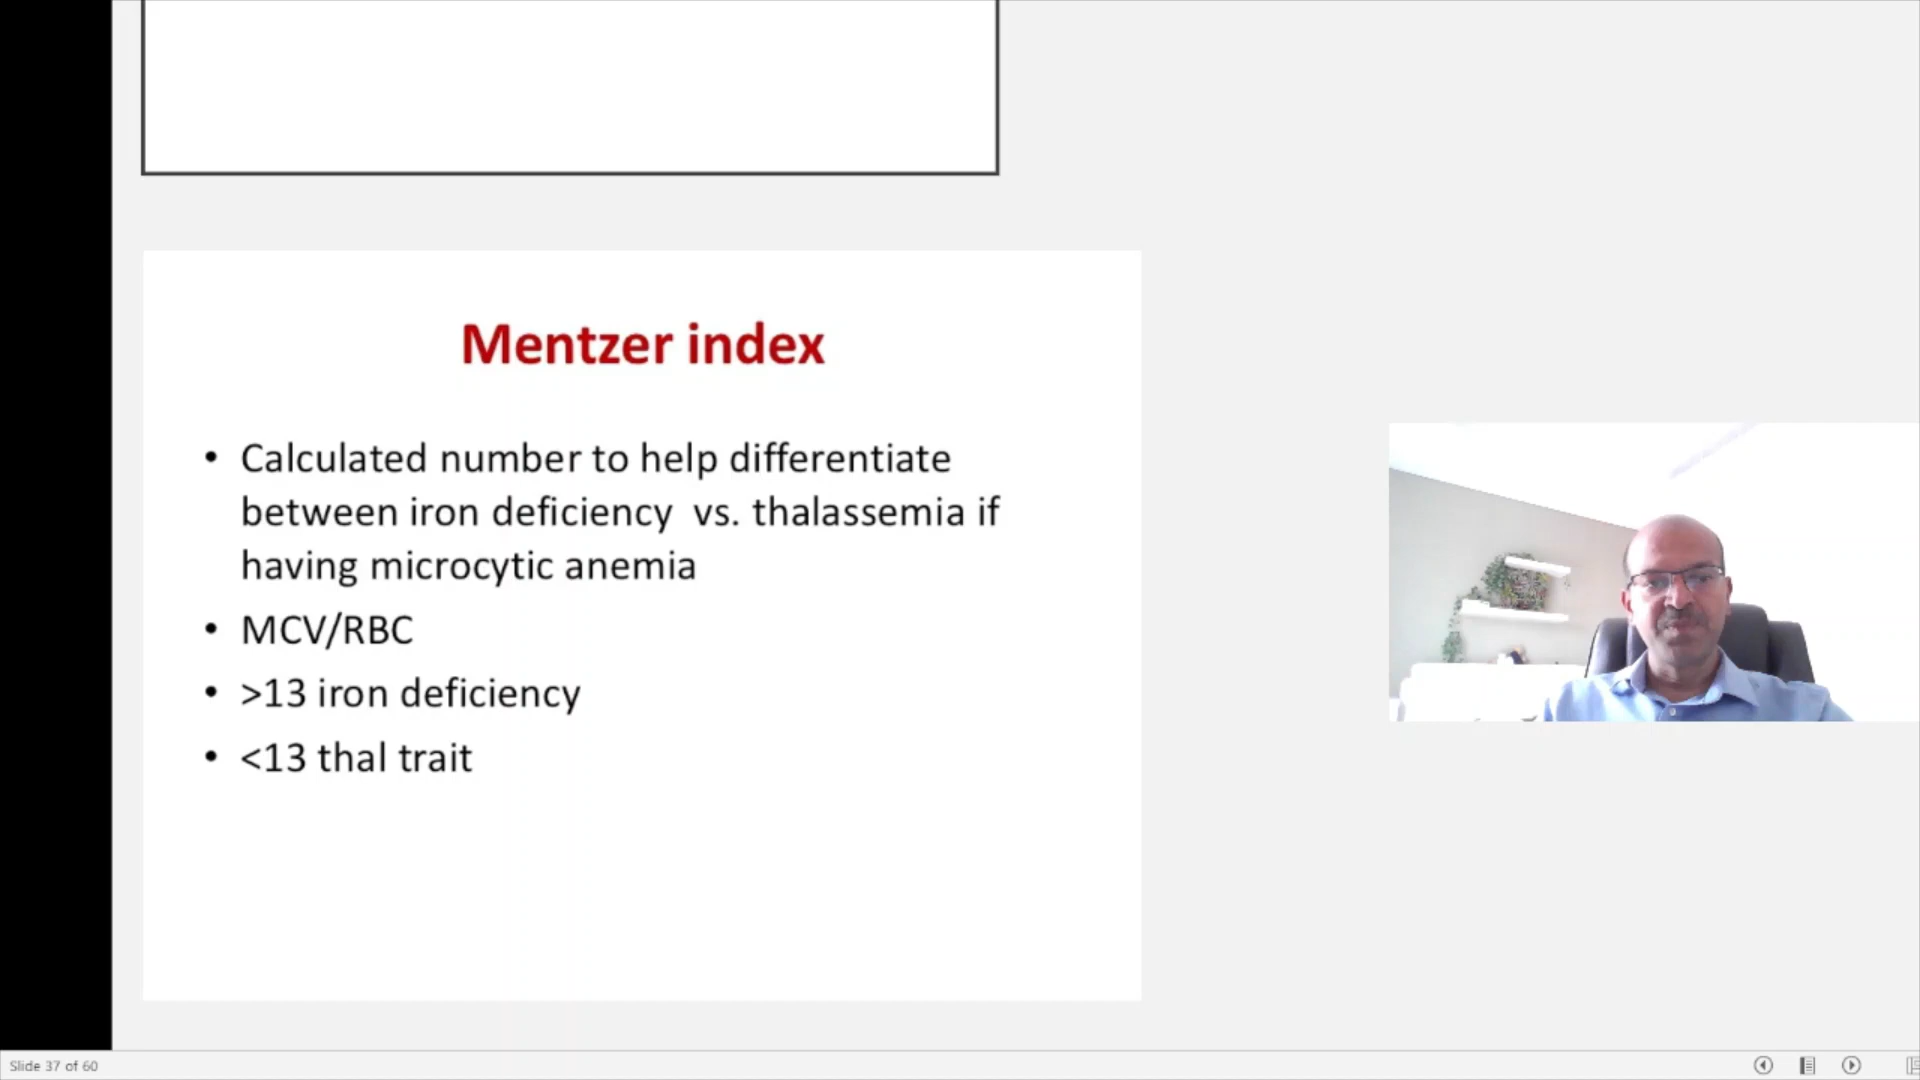 Mentzer index
• Calculated number to help differentiate
between iron deficiency  vs. thalassemia if
having microcytic anemia
• MCV/RBC
• >13 iron deficiency
• <13 thal trait
Slide 37 of 60